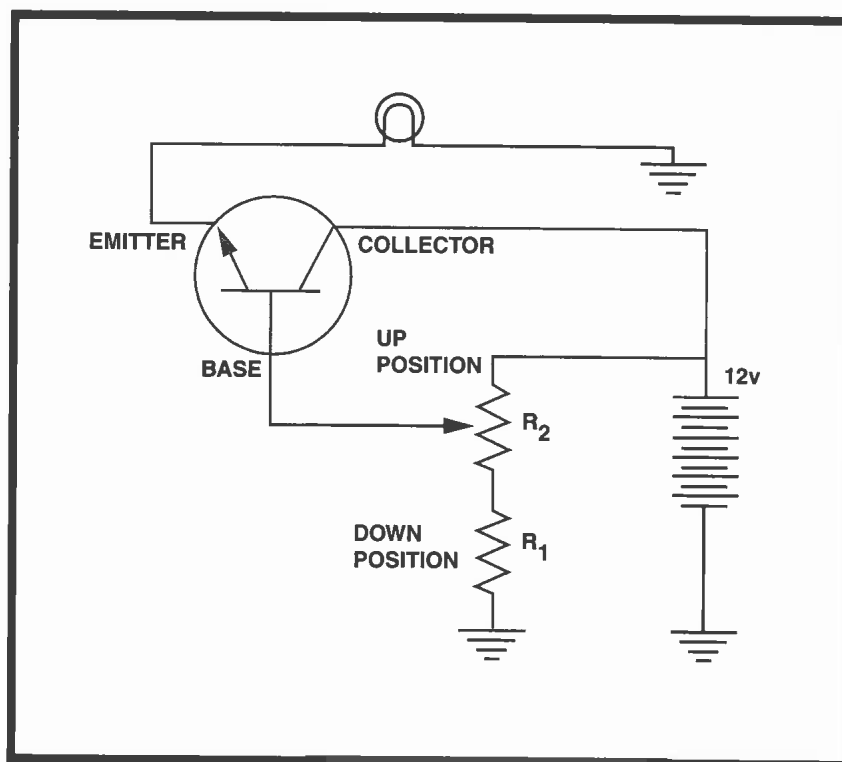 EMITTER
COLLECTOR
BASE
UP
POSITION
12v
R2
DOWN
POSITION
R1